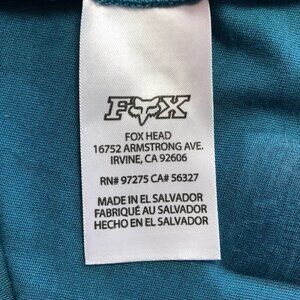 FOX
FOX HEAD
16752 ARMSTRONG AVE.
IRVINE, CA 92606
RN# 97275 CA# 56327
MADE IN EL SALVADOR
FABRIQUÉ AU SALVADOR
HECHO EN EL SALVADOR